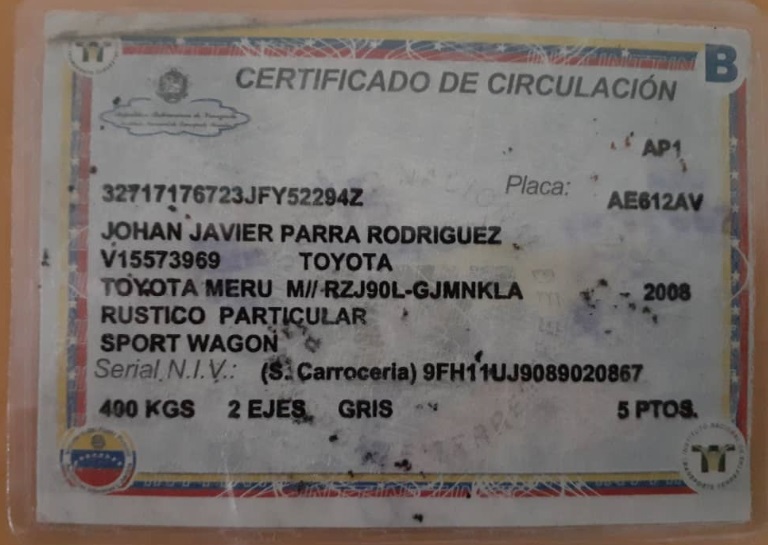 B
CERTIFICADO DE CIRCULACIÓN
República Bolivariana de Venezuela
AP1
32717176723JFY52294Z Placa: AE612AV
JOHAN JAVIER PARRA RODRIGUEZ
V15573969 TOYOTA
TOYOTA MERU M// RZJ90L-GJMNKLA 2008
RUSTICO PARTICULAR
SPORT WAGON
Serial N.I.V.: (S. Carroceria) 9FH11UJ9089020867
400 KGS 2 EJES GRIS 5 PTOS.